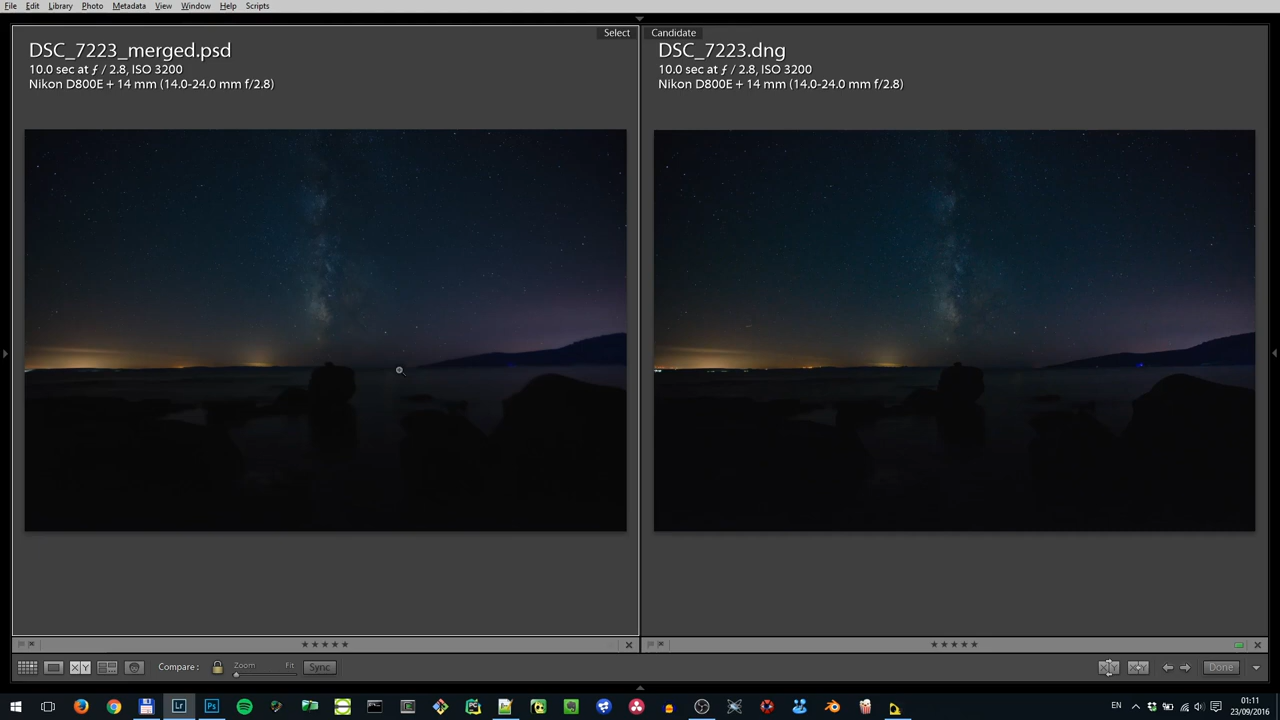 File Edit Library Photo Metadata View Window Help Scripts
Select
DSC_7223_merged.psd
10.0 sec at ƒ / 2.8, ISO 3200
Nikon D800E + 14 mm (14.0-24.0 mm f/2.8)
Candidate
DSC_7223.dng
10.0 sec at ƒ / 2.8, ISO 3200
Nikon D800E + 14 mm (14.0-24.0 mm f/2.8)
X|Y Compare : Zoom fit Sync Done
Lr Ps EN 01:11
23/09/2016